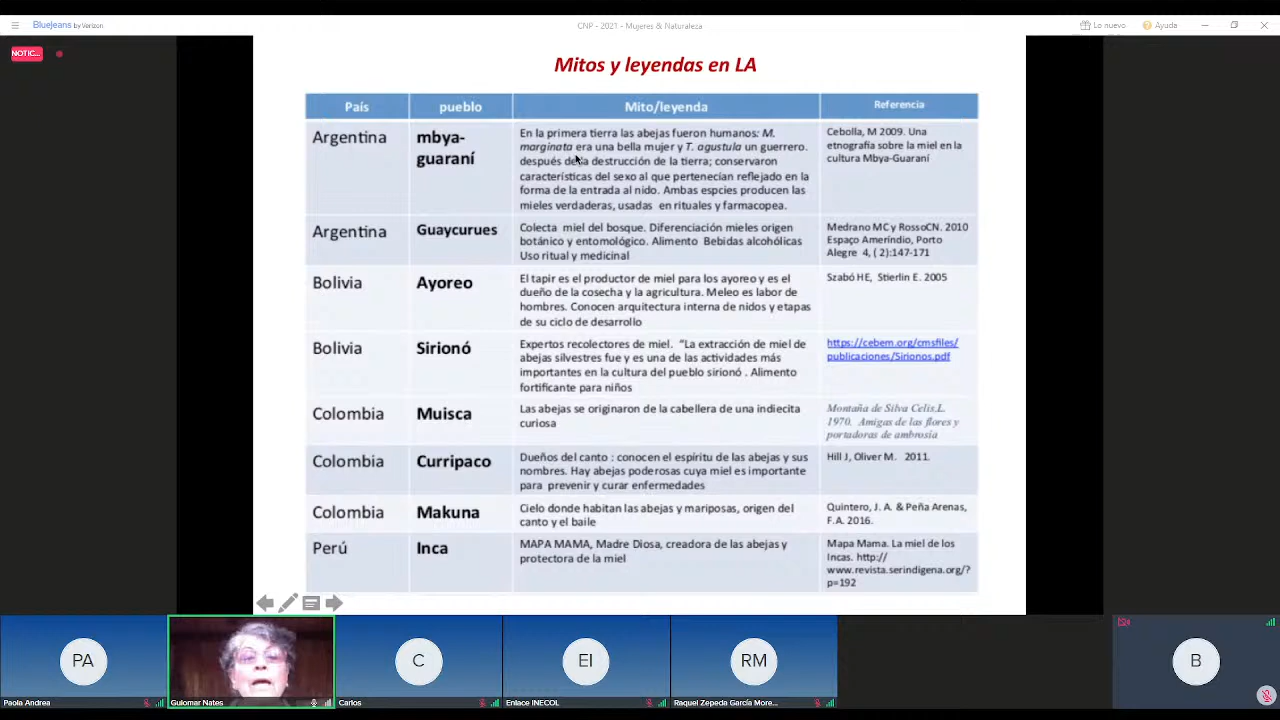 Bluejeans by Verizon
CNP - 2021 - Mujeres & Naturaleza
Lo nuevo
Ayuda
NOTIC...
Mitos y leyendas en LA
País
pueblo
Mito/leyenda
Referencia
Argentina
mbya-
guaraní
En la primera tierra las abejas fueron humanos: M.
marginata era una bella mujer y T. agustula un guerrero.
después de la destrucción de la tierra; conservaron
características del sexo al que pertenecían reflejado en la
forma de la entrada al nido. Ambas espcies producen las
mieles verdaderas, usadas en rituales y farmacopea.
Cebolla, M 2009. Una
etnografía sobre la miel en la
cultura Mbya-Guaraní
Argentina
Guaycurues
Colecta miel del bosque. Diferenciación mieles origen
botánico y entomológico. Alimento Bebidas alcohólicas
Uso ritual y medicinal
Medrano MC y RossoCN. 2010
Espaço Ameríndio, Porto
Alegre 4, ( 2):147-171
Bolivia
Ayoreo
El tapir es el productor de miel para los ayoreo y es el
dueño de la cosecha y la agricultura. Meleo es labor de
hombres. Conocen arquitectura interna de nidos y etapas
de su ciclo de desarrollo
Szabó HE, Stierlin E. 2005
Bolivia
Sirionó
Expertos recolectores de miel. “La extracción de miel de
abejas silvestres fue y es una de las actividades más
importantes en la cultura del pueblo sirionó . Alimento
fortificante para niños
https://cebem.org/cmsfiles/
publicaciones/Sirionos.pdf
Colombia
Muisca
Las abejas se originaron de la cabellera de una indiecita
curiosa
Montaña de Silva Celis,L.
1970. Amigas de las flores y
portadoras de ambrosía
Colombia
Curripaco
Dueños del canto : conocen el espíritu de las abejas y sus
nombres. Hay abejas poderosas cuya miel es importante
para prevenir y curar enfermedades
Hill J, Oliver M. 2011.
Colombia
Makuna
Cielo donde habitan las abejas y mariposas, origen del
canto y el baile
Quintero, J. A. & Peña Arenas,
F.A. 2016.
Perú
Inca
MAPA MAMA, Madre Diosa, creadora de las abejas y
protectora de la miel
Mapa Mama. La miel de los
Incas. http://
www.revista.serindigena.org/?
p=192
PA
C
EI
RM
B
Paola Andrea
Guiomar Nates
Carlos
Enlace INECOL
Raquel Zepeda García More...